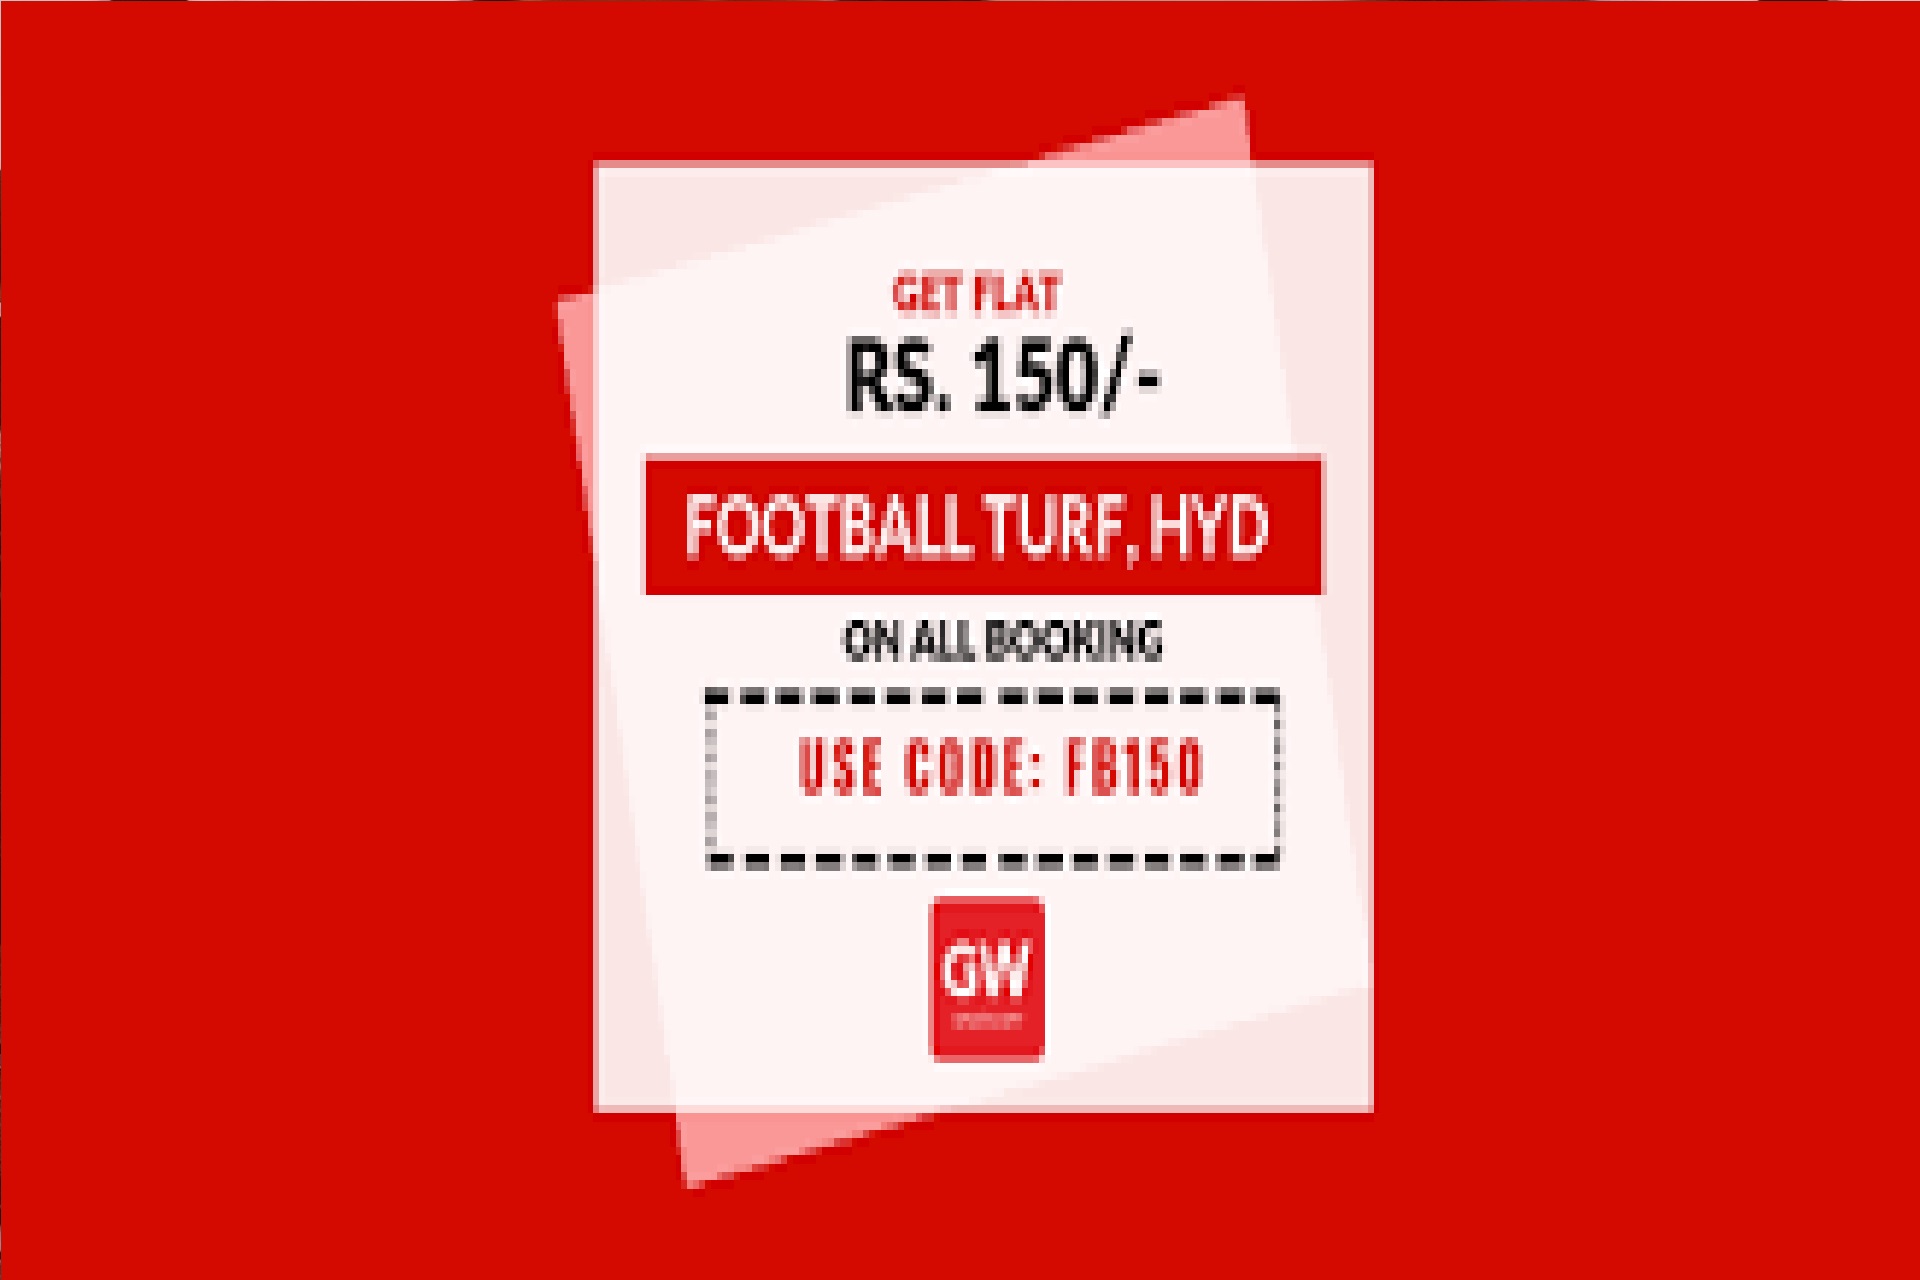 GET FLAT
RS. 150/-
FOOTBALL TURF, HYD
ON ALL BOOKING
USE CODE: FB150
GW